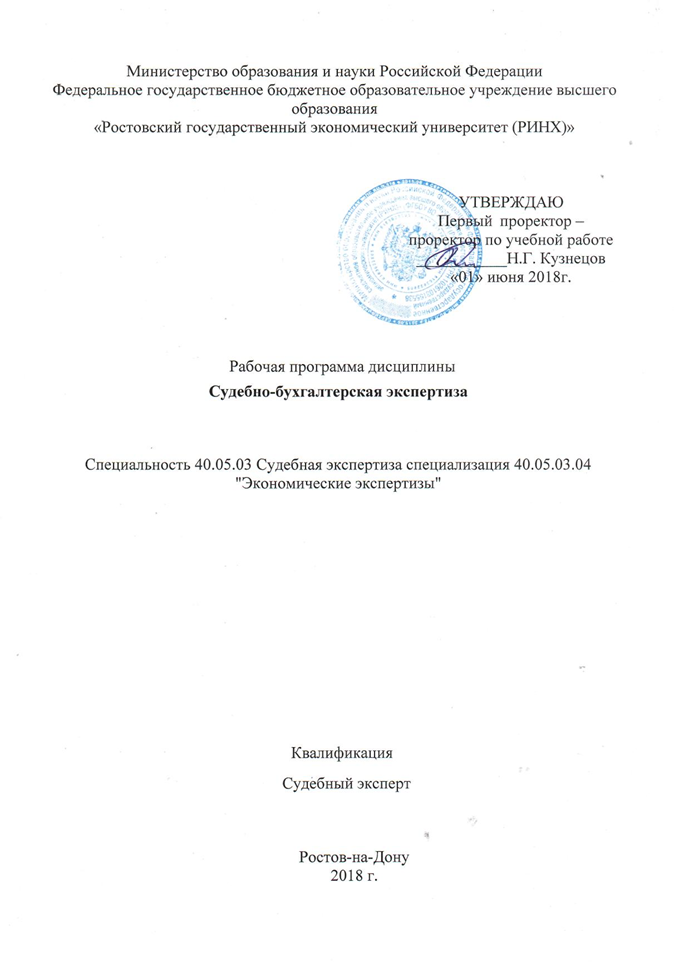 Министерство образования и науки Российской Федерации
Федеральное государственное бюджетное образовательное учреждение высшего
образования
«Ростовский государственный экономический университет (РИНХ)»
УТВЕРЖДАЮ
Первый проректор –
проректор по учебной работе
Н.Г. Кузнецов
«01» июня 2018г.
Рабочая программа дисциплины
Судебно-бухгалтерская экспертиза
Специальность 40.05.03 Судебная экспертиза специализация 40.05.03.04
"Экономические экспертизы"
Квалификация
Судебный эксперт
Ростов-на-Дону
2018 г.